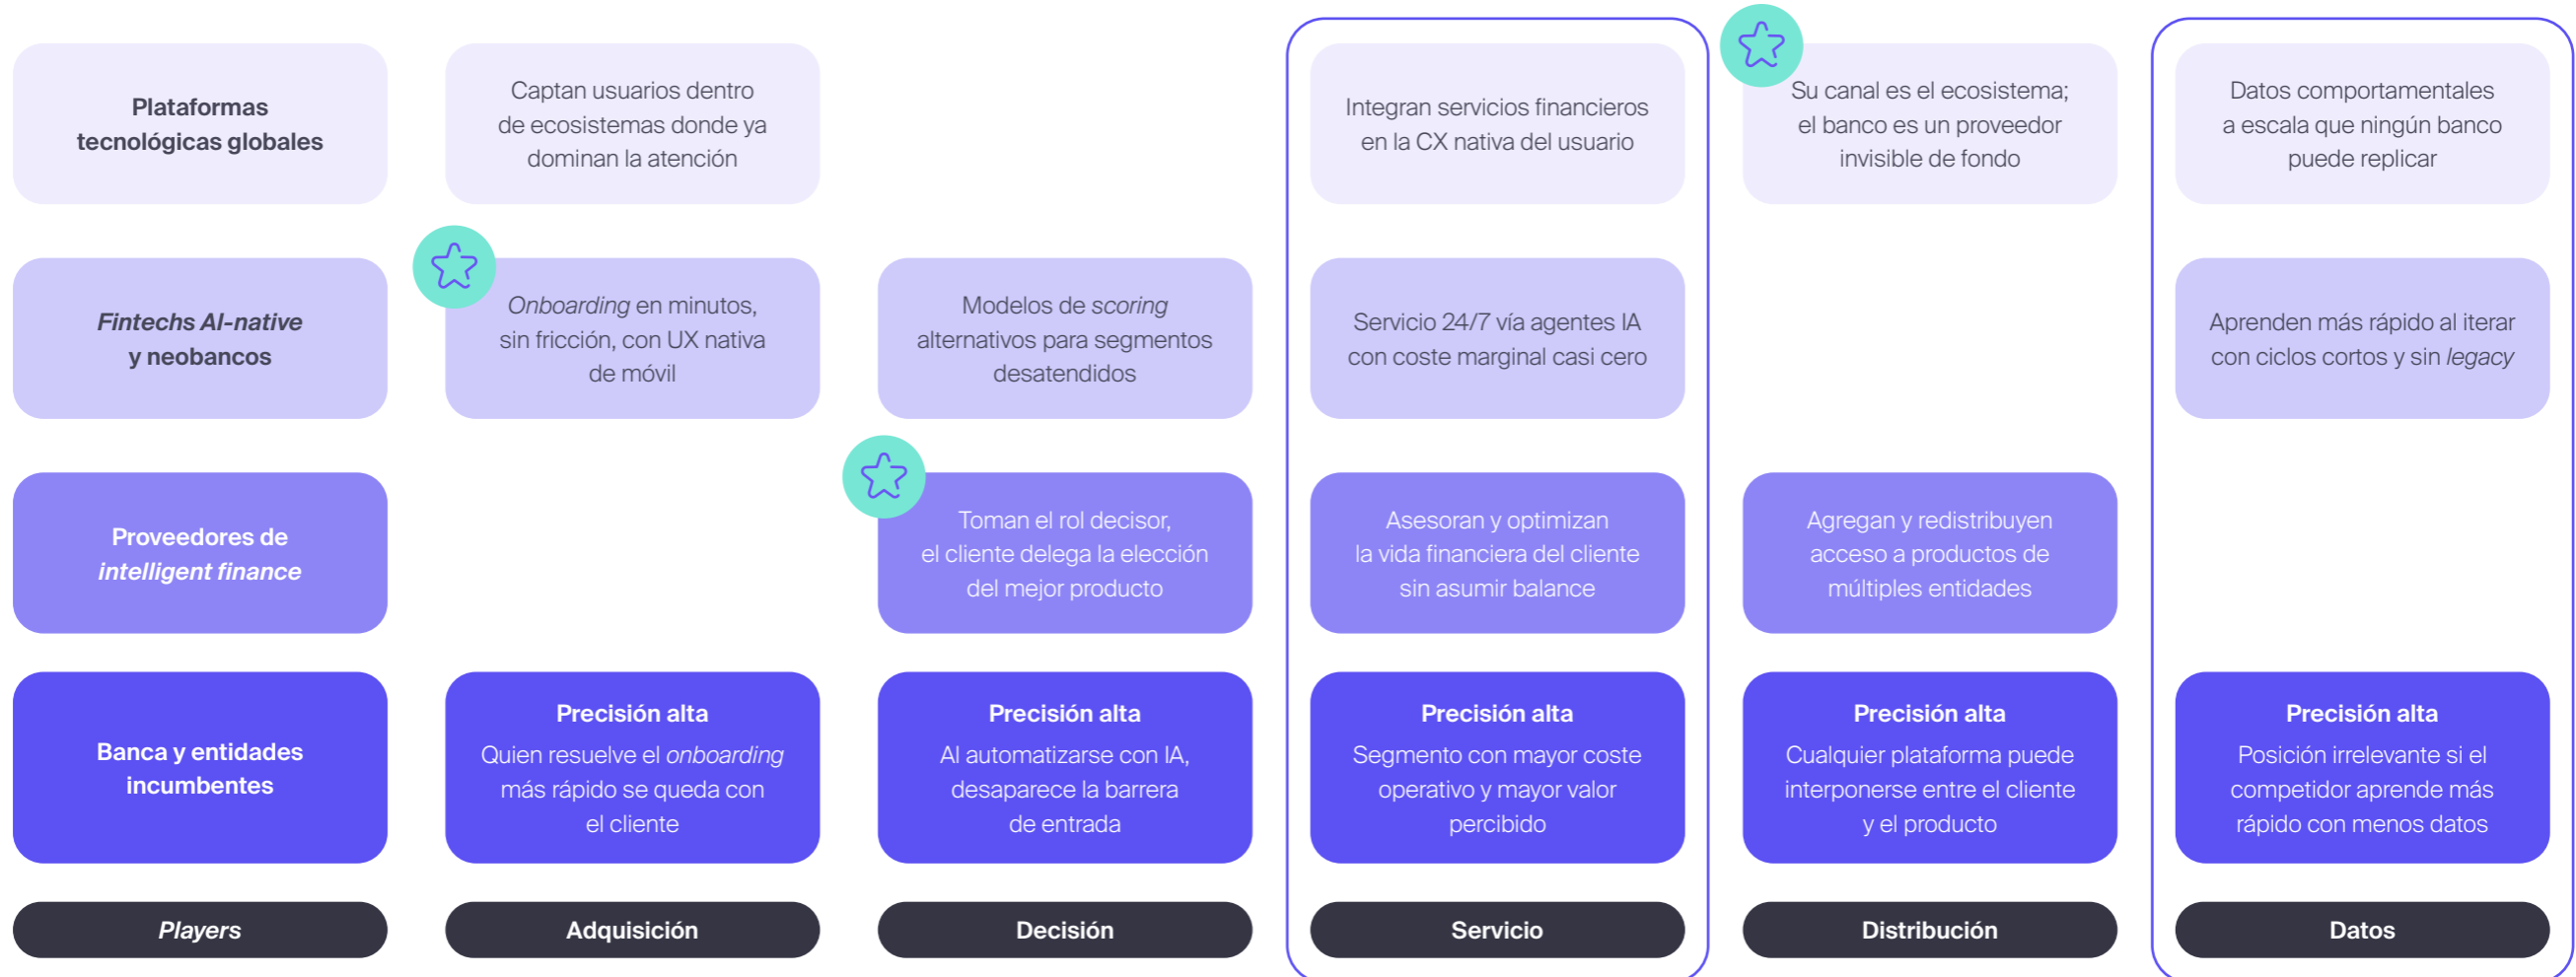 Plataformas
tecnológicas globales
Captan usuarios dentro
de ecosistemas donde ya
dominan la atención
Integran servicios financieros
en la CX nativa del usuario
Su canal es el ecosistema;
el banco es un proveedor
invisible de fondo
Datos comportamentales
a escala que ningún banco
puede replicar
Fintechs AI-native
y neobancos
Onboarding en minutos,
sin fricción, con UX nativa
de móvil
Modelos de scoring
alternativos para segmentos
desatendidos
Servicio 24/7 vía agentes IA
con coste marginal casi cero
Aprenden más rápido al iterar
con ciclos cortos y sin legacy
Proveedores de
intelligent finance
Toman el rol decisor,
el cliente delega la elección
del mejor producto
Asesoran y optimizan
la vida financiera del cliente
sin asumir balance
Agregan y redistribuyen
acceso a productos de
múltiples entidades
Banca y entidades
incumbentes
Precisión alta
Quien resuelve el onboarding
más rápido se queda con
el cliente
Precisión alta
Al automatizarse con IA,
desaparece la barrera
de entrada
Precisión alta
Segmento con mayor coste
operativo y mayor valor
percibido
Precisión alta
Cualquier plataforma puede
interponerse entre el cliente
y el producto
Precisión alta
Posición irrelevante si el
competidor aprende más
rápido con menos datos
Players
Adquisición
Decisión
Servicio
Distribución
Datos